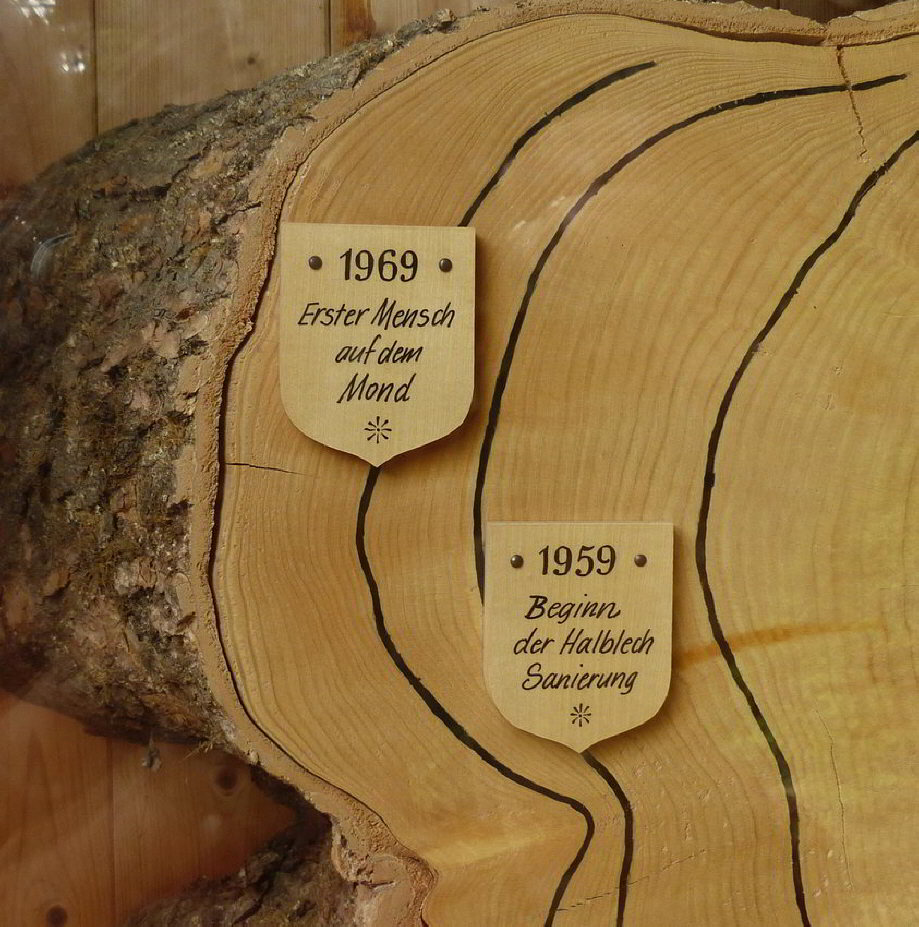 1969
Erster Mensch
auf dem
Mond
1959
Beginn
der Halblech
Sanierung